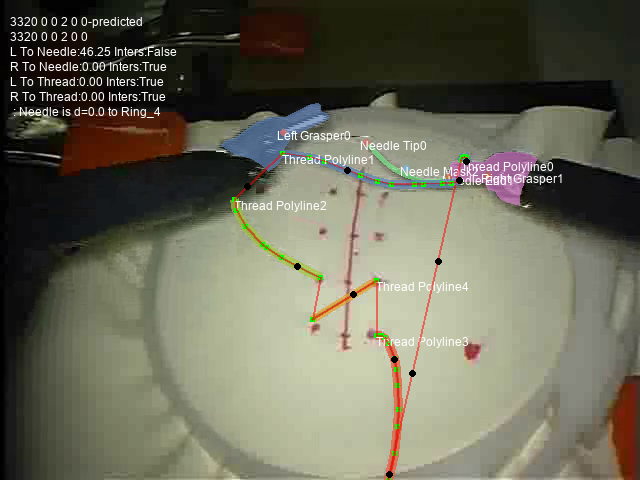 3320 0 0 2 0 0-predicted
3320 0 0 2 0 0
L To Needle:46.25 Inters:False
R To Needle:0.00 Inters:True
L To Thread:0.00 Inters:True
R To Thread:0.00 Inters:True
: Needle is d=0.0 to Ring_4
Left Grasper0
Needle Tip0
Thread Polyline1
Thread Polyline0
Needle Mask
Right Grasper1
Thread Polyline2
Thread Polyline4
Thread Polyline3